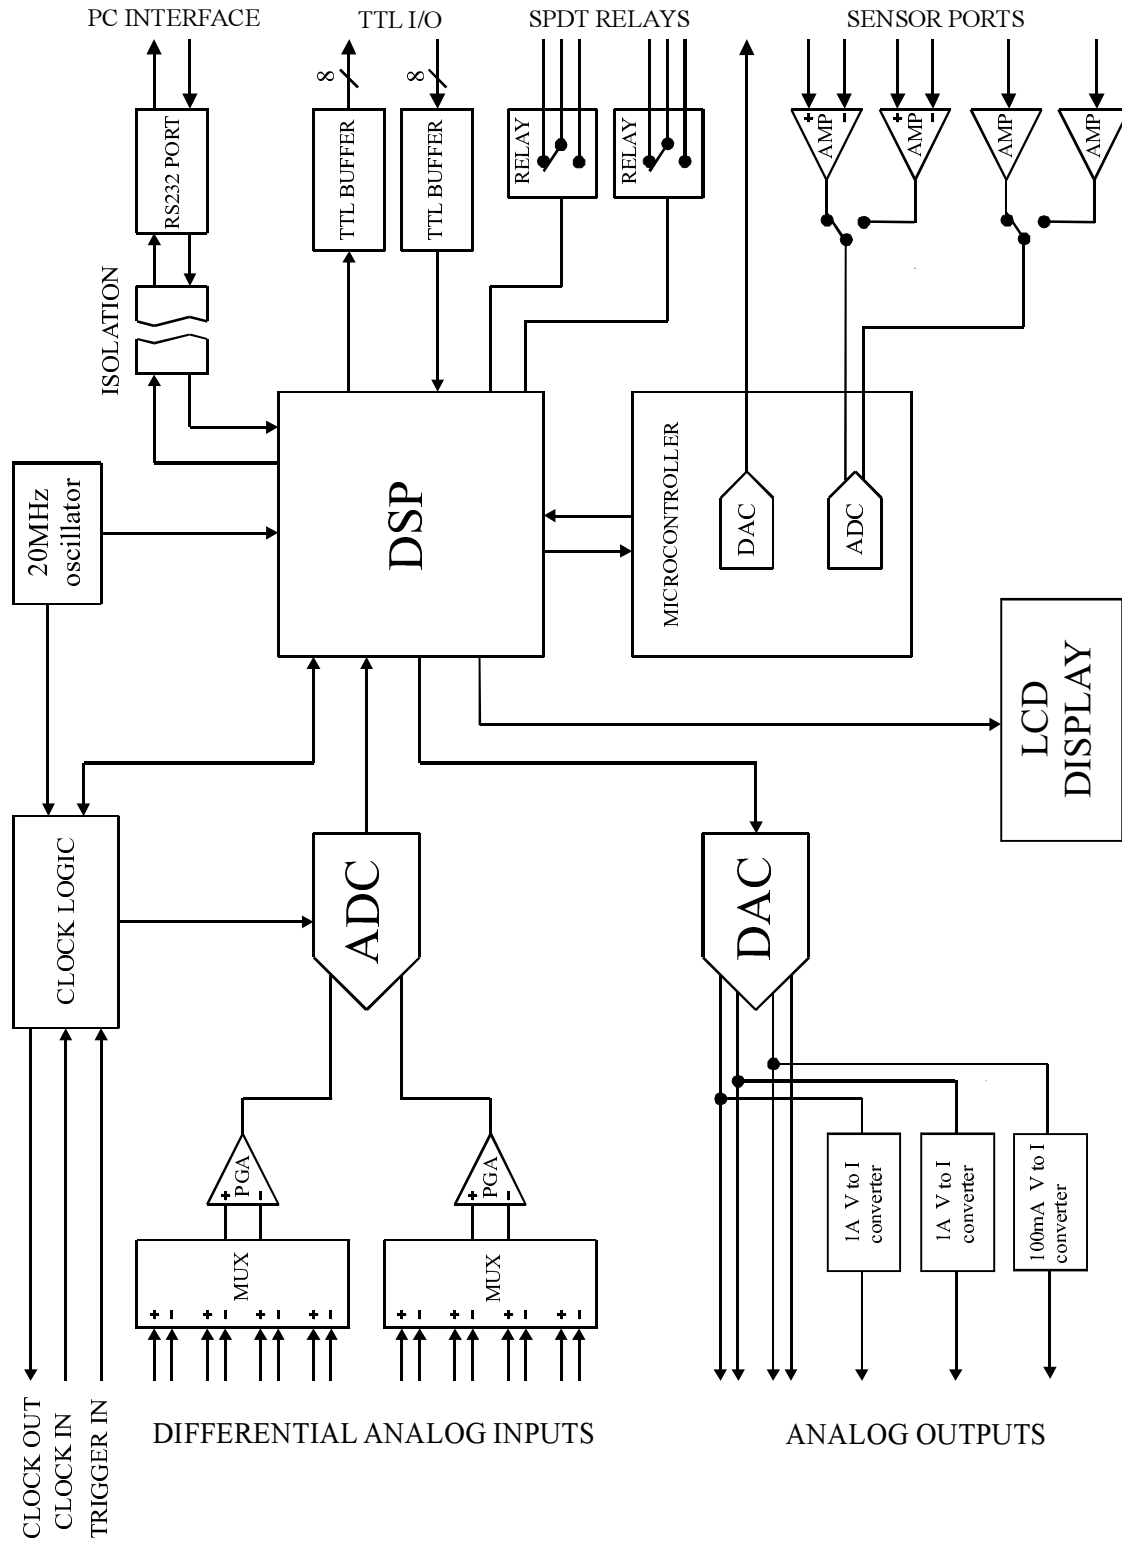 PC INTERFACE
TTL I/O
SPDT RELAYS
SENSOR PORTS
8
8
RS232 PORT
TTL BUFFER
TTL BUFFER
RELAY
RELAY
+
-
AMP
+
-
AMP
AMP
AMP
ISOLATION
20MHz
oscillator
DSP
MICROCONTROLLER
DAC
ADC
LCD
DISPLAY
CLOCK LOGIC
ADC
DAC
+
-
PGA
+
-
PGA
1A V to I
converter
1A V to I
converter
100mA V to I
converter
MUX
+ - + - + - + -
MUX
+ - + - + - + -
CLOCK OUT
CLOCK IN
TRIGGER IN
DIFFERENTIAL ANALOG INPUTS
ANALOG OUTPUTS